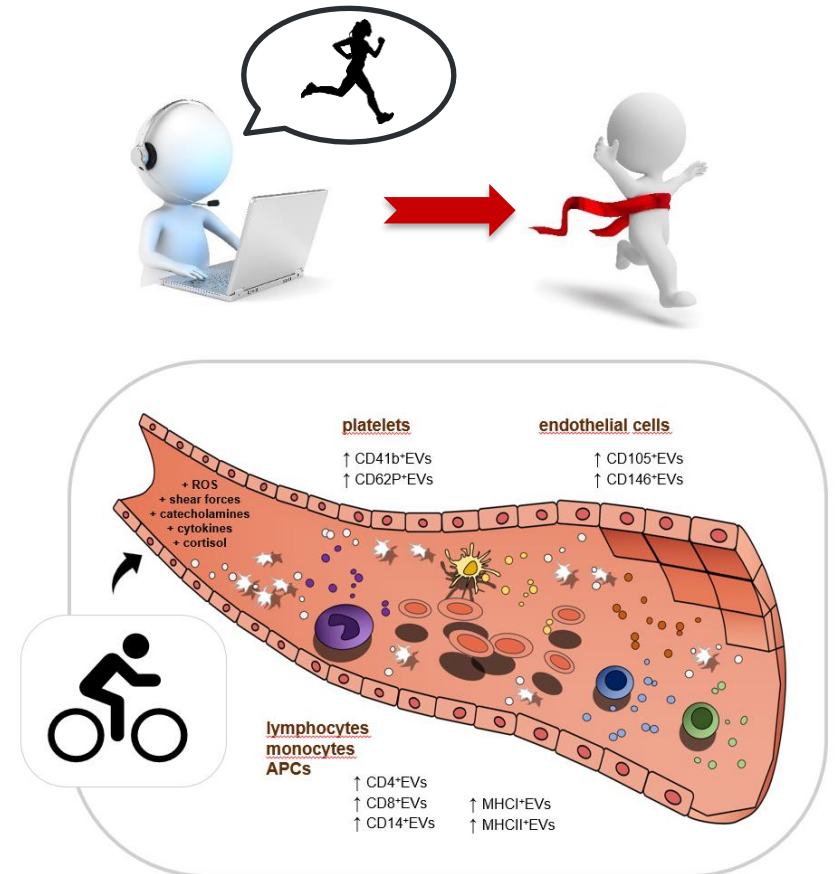 platelets
↑ CD41b⁺EVs
↑ CD62P⁺EVs
endothelial cells
↑ CD105⁺EVs
↑ CD146⁺EVs
+ ROS
+ shear forces
+ catecholamines
+ cytokines
+ cortisol
lymphocytes
monocytes
APCs
↑ CD4⁺EVs
↑ CD8⁺EVs
↑ CD14⁺EVs
↑ MHCI⁺EVs
↑ MHCII⁺EVs